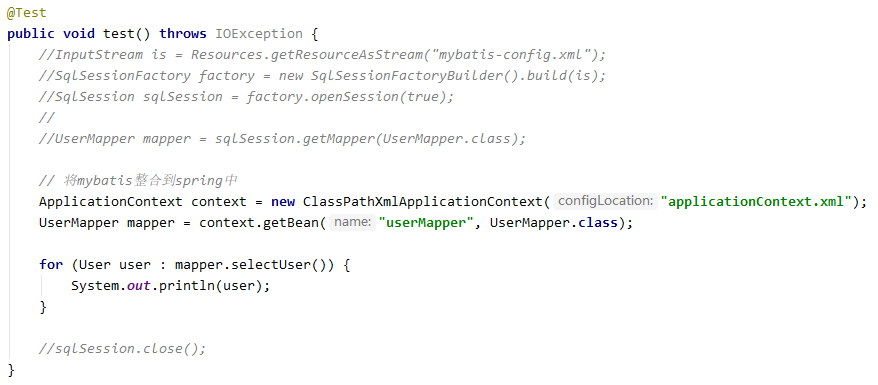 @Test
public void test() throws IOException {
//InputStream is = Resources.getResourceAsStream("mybatis-config.xml");
//SqlSessionFactory factory = new SqlSessionFactoryBuilder().build(is);
//SqlSession sqlSession = factory.openSession(true);
//
//UserMapper mapper = sqlSession.getMapper(UserMapper.class);
// 将mybatis整合到spring中
ApplicationContext context = new ClassPathXmlApplicationContext( configLocation: "applicationContext.xml");
UserMapper mapper = context.getBean( name: "userMapper", UserMapper.class);
for (User user : mapper.selectUser()) {
System.out.println(user);
}
//sqlSession.close();
}